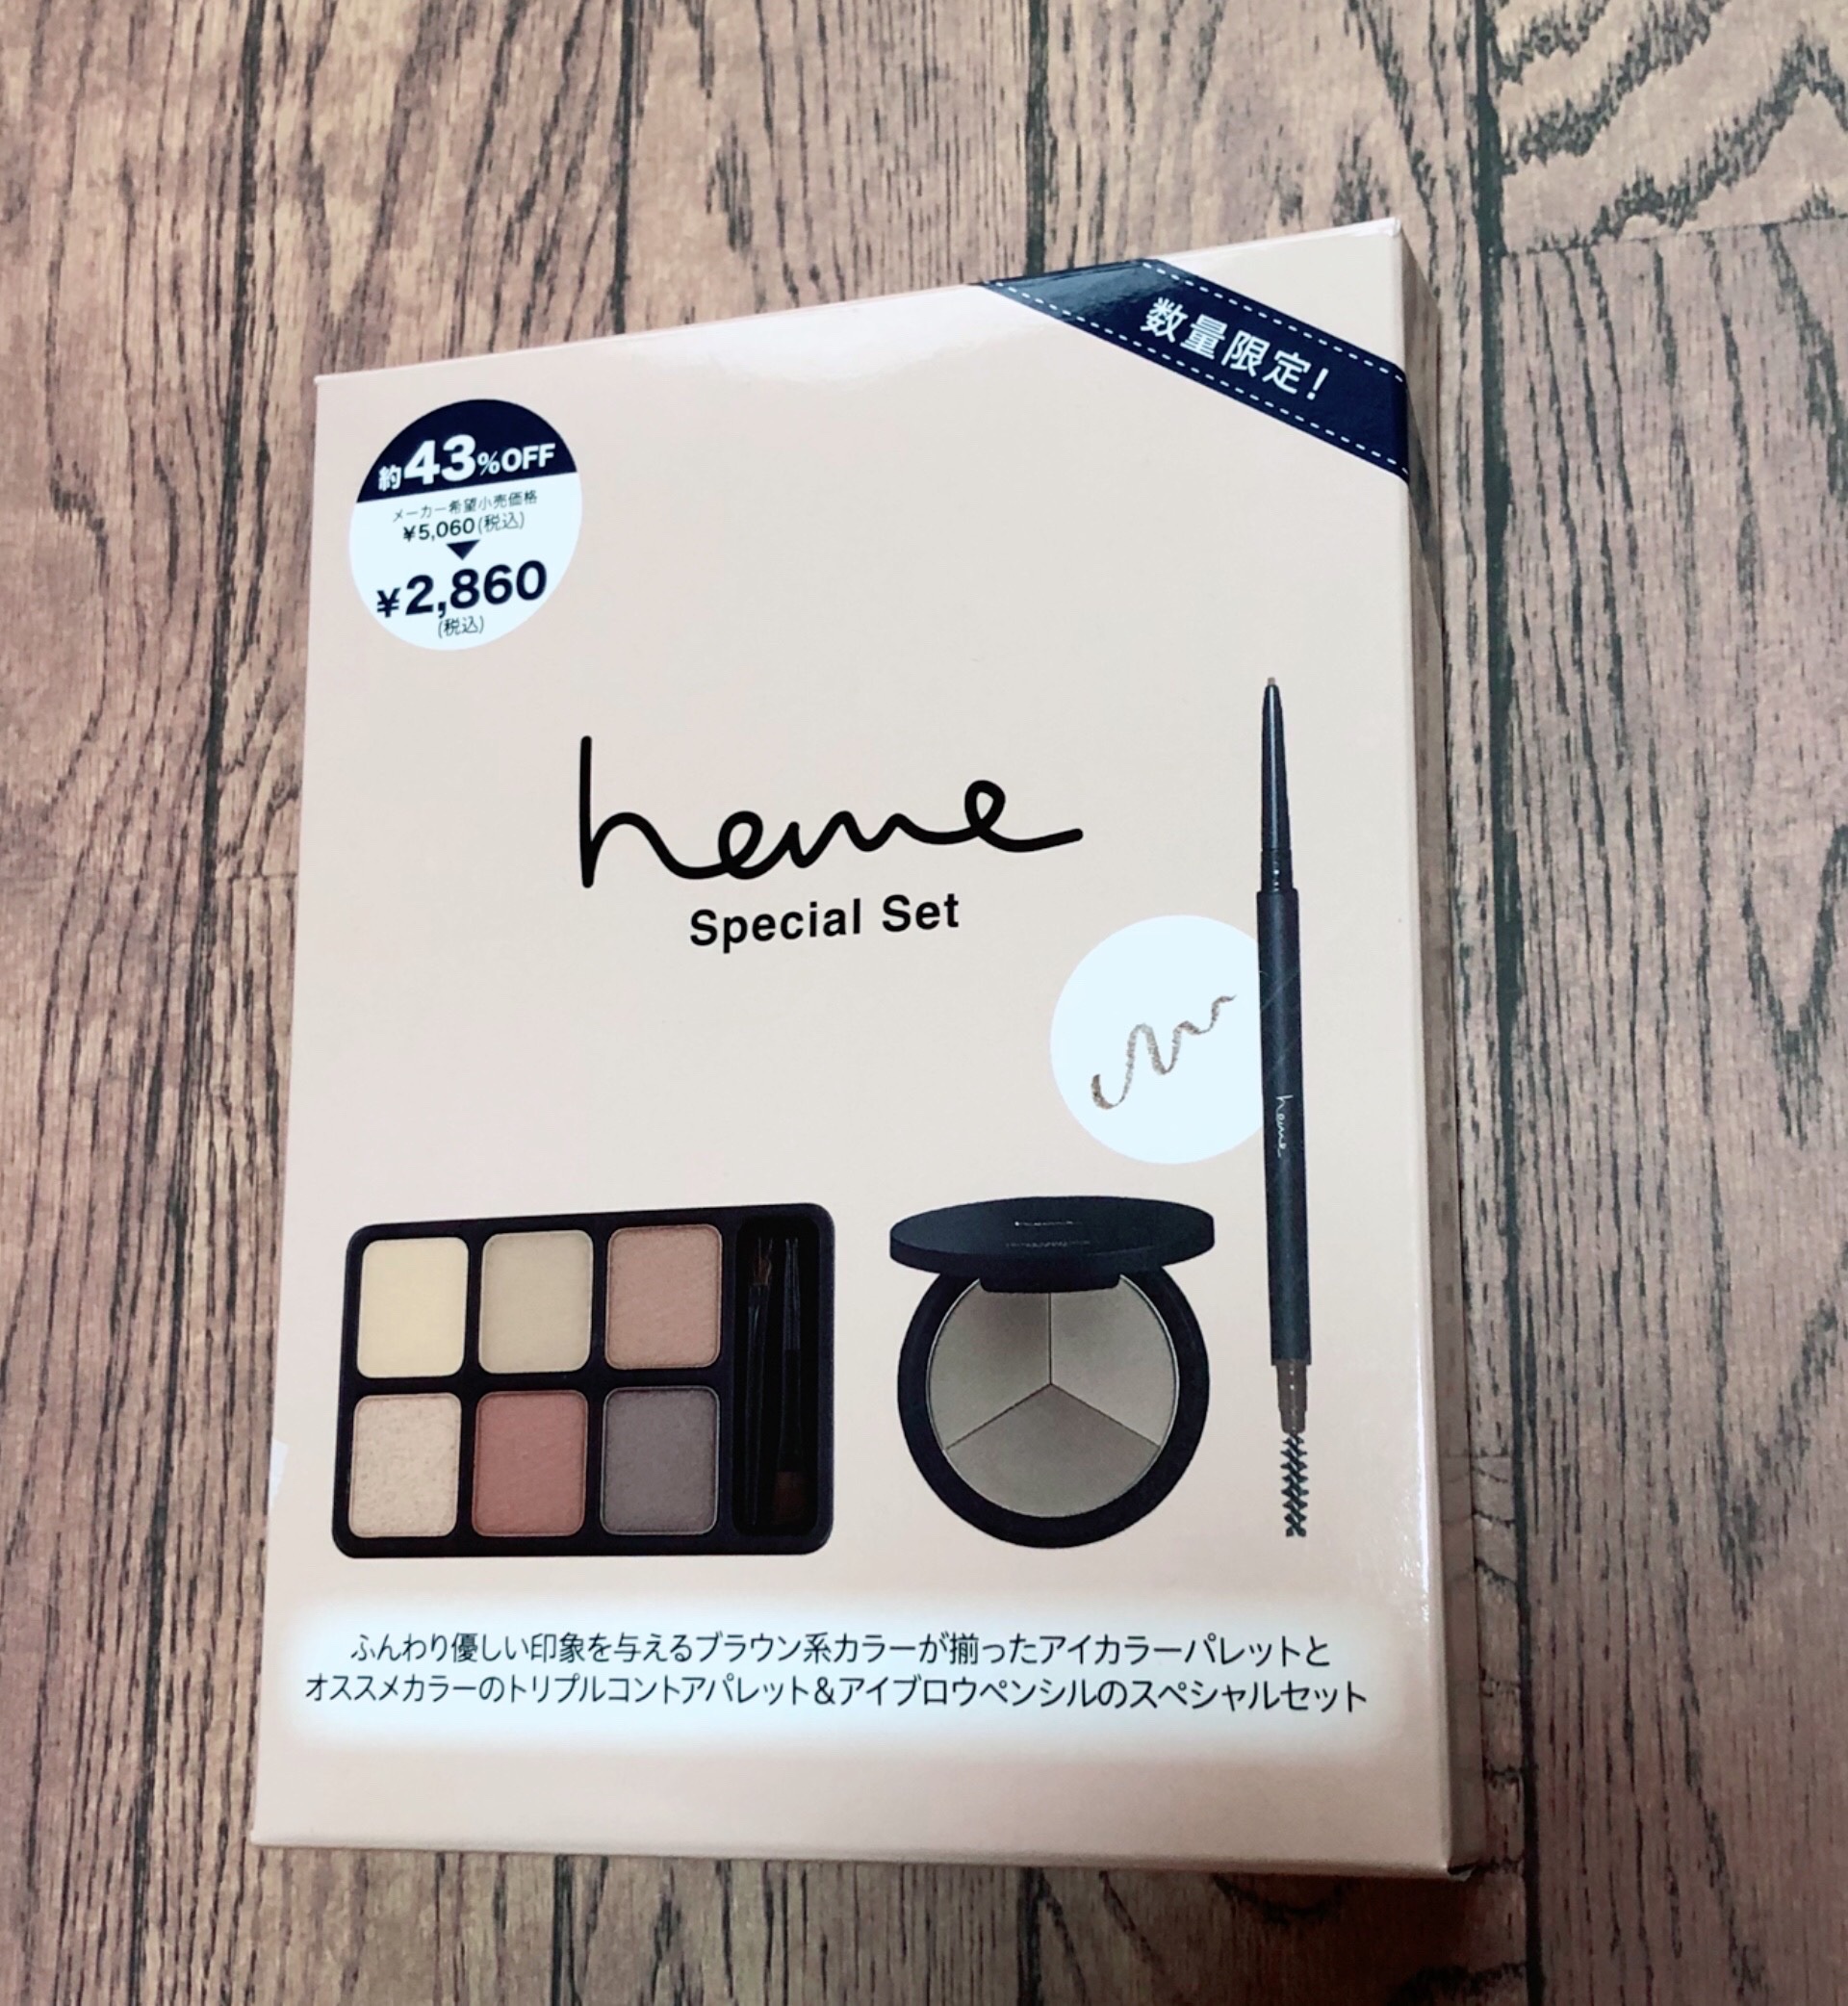 数量限定!
約43%OFF
メーカー希望小売価格
¥5,060(税込)
¥2,860
(税込)
heme
Special Set
heme
ふんわり優しい印象を与えるブラウン系カラーが揃ったアイカラーパレットと
オススメカラーのトリプルコントアパレット&アイブロウペンシルのスペシャルセット